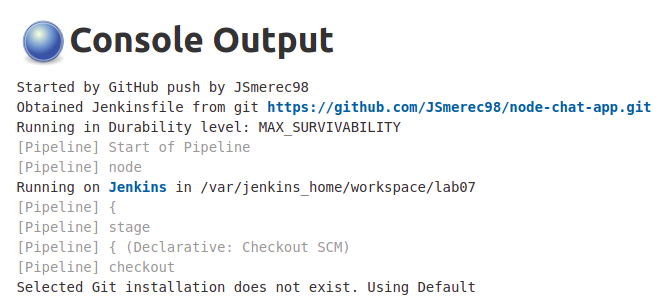 Console Output
Started by GitHub push by JSmerec98
Obtained Jenkinsfile from git https://github.com/JSmerec98/node-chat-app.git
Running in Durability level: MAX_SURVIVABILITY
[Pipeline] Start of Pipeline
[Pipeline] node
Running on Jenkins in /var/jenkins_home/workspace/lab07
[Pipeline] {
[Pipeline] stage
[Pipeline] { (Declarative: Checkout SCM)
[Pipeline] checkout
Selected Git installation does not exist. Using Default